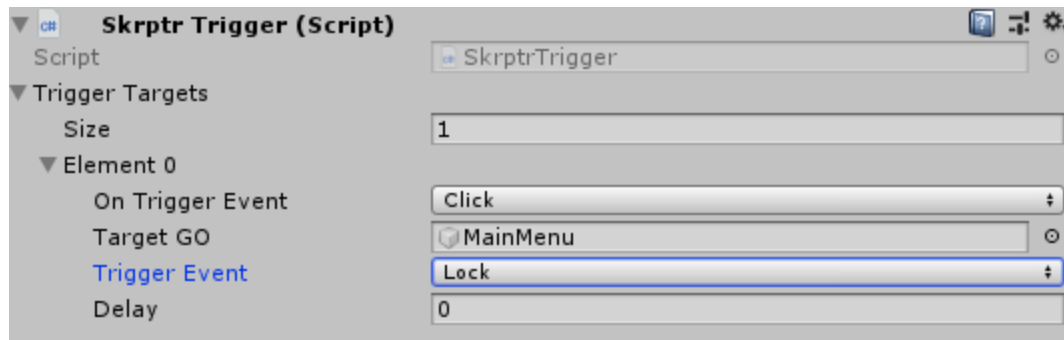 Skrptr Trigger (Script)
Script SkrptrTrigger
Trigger Targets
Size 1
Element 0
On Trigger Event Click
Target GO MainMenu
Trigger Event Lock
Delay 0